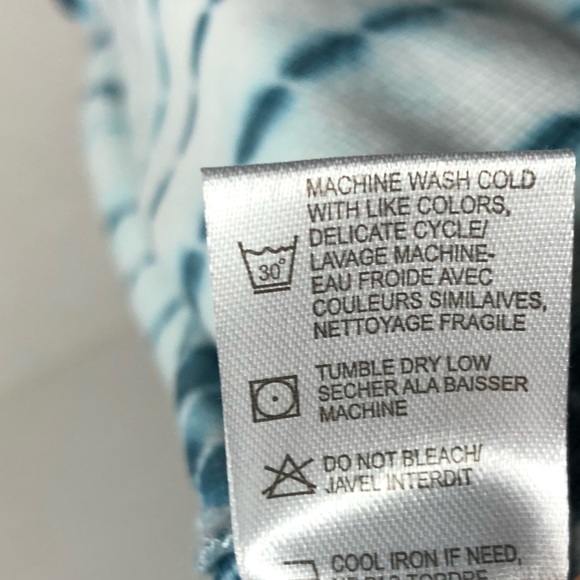 MACHINE WASH COLD
WITH LIKE COLORS,
DELICATE CYCLE/
LAVAGE MACHINE-
EAU FROIDE AVEC
COULEURS SIMILAIVES,
NETTOYAGE FRAGILE
30°
TUMBLE DRY LOW
SECHER ALA BAISSER
MACHINE
DO NOT BLEACH/
JAVEL INTERDIT
COOL IRON IF NEED,